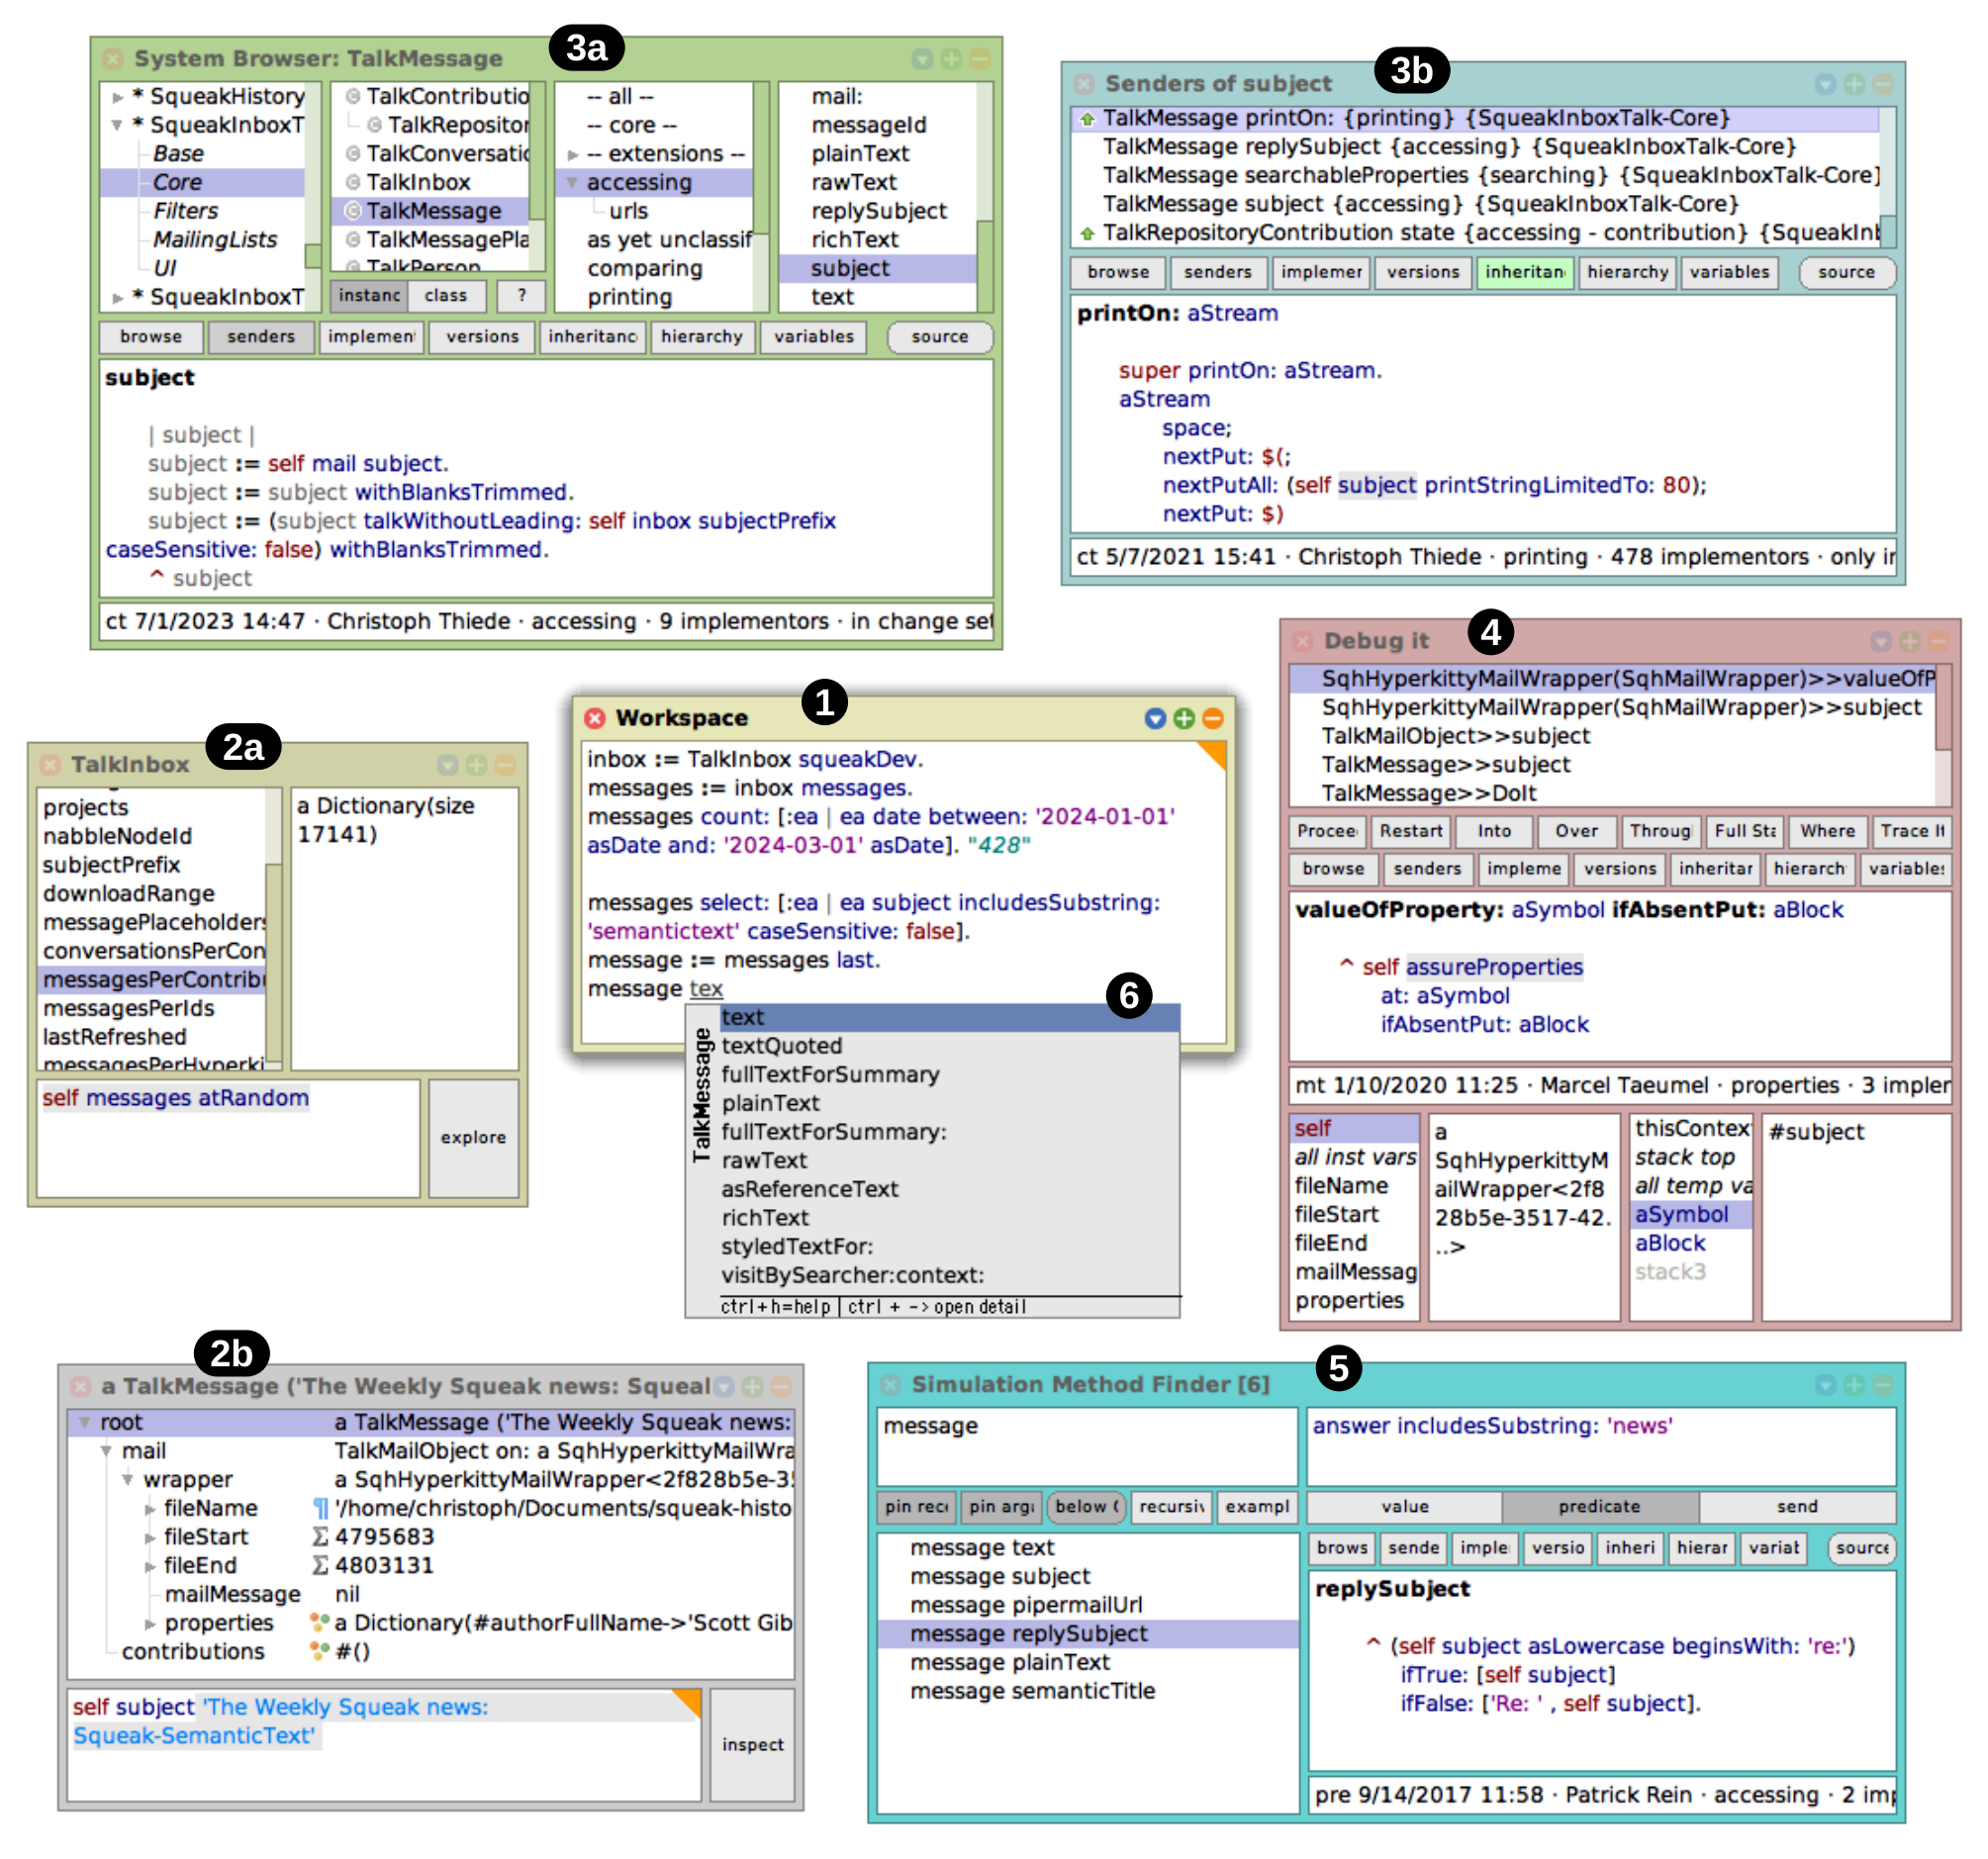 3a
System Browser: TalkMessage
* SqueakHistory
* SqueakInboxT
Base
Core
Filters
MailingLists
UI
* SqueakInboxT
TalkContributio
TalkRepositor
TalkConversatio
TalkInbox
TalkMessage
TalkMessagePla
TalkPerson
instanc class ?
-- all --
-- core --
-- extensions --
accessing
urls
as yet unclassif
comparing
printing
mail:
messageId
plainText
rawText
replySubject
richText
subject
text
browse senders implemen versions inheritanc hierarchy variables source
subject
| subject |
subject := self mail subject.
subject := subject withBlanksTrimmed.
subject := (subject talkWithoutLeading: self inbox subjectPrefix
caseSensitive: false) withBlanksTrimmed.
^ subject
ct 7/1/2023 14:47 · Christoph Thiede · accessing · 9 implementors · in change set
3b
Senders of subject
TalkMessage printOn: {printing} {SqueakInboxTalk-Core}
TalkMessage replySubject {accessing} {SqueakInboxTalk-Core}
TalkMessage searchableProperties {searching} {SqueakInboxTalk-Core}
TalkMessage subject {accessing} {SqueakInboxTalk-Core}
TalkRepositoryContribution state {accessing - contribution} {SqueakInb
browse senders implemer versions inheritan hierarchy variables source
printOn: aStream
super printOn: aStream.
aStream
space;
nextPut: $(;
nextPutAll: (self subject printStringLimitedTo: 80);
nextPut: $)
ct 5/7/2021 15:41 · Christoph Thiede · printing · 478 implementors · only in
2a
TalkInbox
projects
nabbleNodeId
subjectPrefix
downloadRange
messagePlaceholders
conversationsPerCon
messagesPerContribu
messagesPerIds
lastRefreshed
messagesPerHyperki
a Dictionary(size
17141)
self messages atRandom
explore
1
Workspace
inbox := TalkInbox squeakDev.
messages := inbox messages.
messages count: [:ea | ea date between: '2024-01-01'
asDate and: '2024-03-01' asDate]. "428"
messages select: [:ea | ea subject includesSubstring:
'semantictext' caseSensitive: false].
message := messages last.
message tex
6
TalkMessage
text
textQuoted
fullTextForSummary
plainText
fullTextForSummary:
rawText
asReferenceText
richText
styledTextFor:
visitBySearcher:context:
ctrl+h=help | ctrl + -> open detail
4
Debug it
SqhHyperkittyMailWrapper(SqhMailWrapper)>>valueOfP
SqhHyperkittyMailWrapper(SqhMailWrapper)>>subject
TalkMailObject>>subject
TalkMessage>>subject
TalkMessage>>DoIt
Procee Restart Into Over Throug Full Sta Where Trace It
browse senders impleme versions inheritar hierarch variables
valueOfProperty: aSymbol ifAbsentPut: aBlock
^ self assureProperties
at: aSymbol
ifAbsentPut: aBlock
mt 1/10/2020 11:25 · Marcel Taeumel · properties · 3 impler
self
all inst vars
fileName
fileStart
fileEnd
mailMessag
properties
a
SqhHyperkittyM
ailWrapper<2f8
28b5e-3517-42.
..>
thisContex
stack top
all temp va
aSymbol
aBlock
stack3
#subject
2b
a TalkMessage ('The Weekly Squeak news: Squeal
root a TalkMessage ('The Weekly Squeak news:
mail TalkMailObject on: a SqhHyperkittyMailWra
wrapper a SqhHyperkittyMailWrapper<2f828b5e-35
fileName ¶ '/home/christoph/Documents/squeak-histo
fileStart Σ 4795683
fileEnd Σ 4803131
mailMessage nil
properties a Dictionary(#authorFullName->'Scott Gib
contributions #()
self subject 'The Weekly Squeak news:
Squeak-SemanticText'
inspect
5
Simulation Method Finder [6]
message
answer includesSubstring: 'news'
pin rece pin argu below ( recursiv exampl
value predicate send
message text
message subject
message pipermailUrl
message replySubject
message plainText
message semanticTitle
brows sende imple versio inheri hierar variat source
replySubject
^ (self subject asLowercase beginsWith: 're:')
ifTrue: [self subject]
ifFalse: ['Re: ' , self subject].
pre 9/14/2017 11:58 · Patrick Rein · accessing · 2 imp